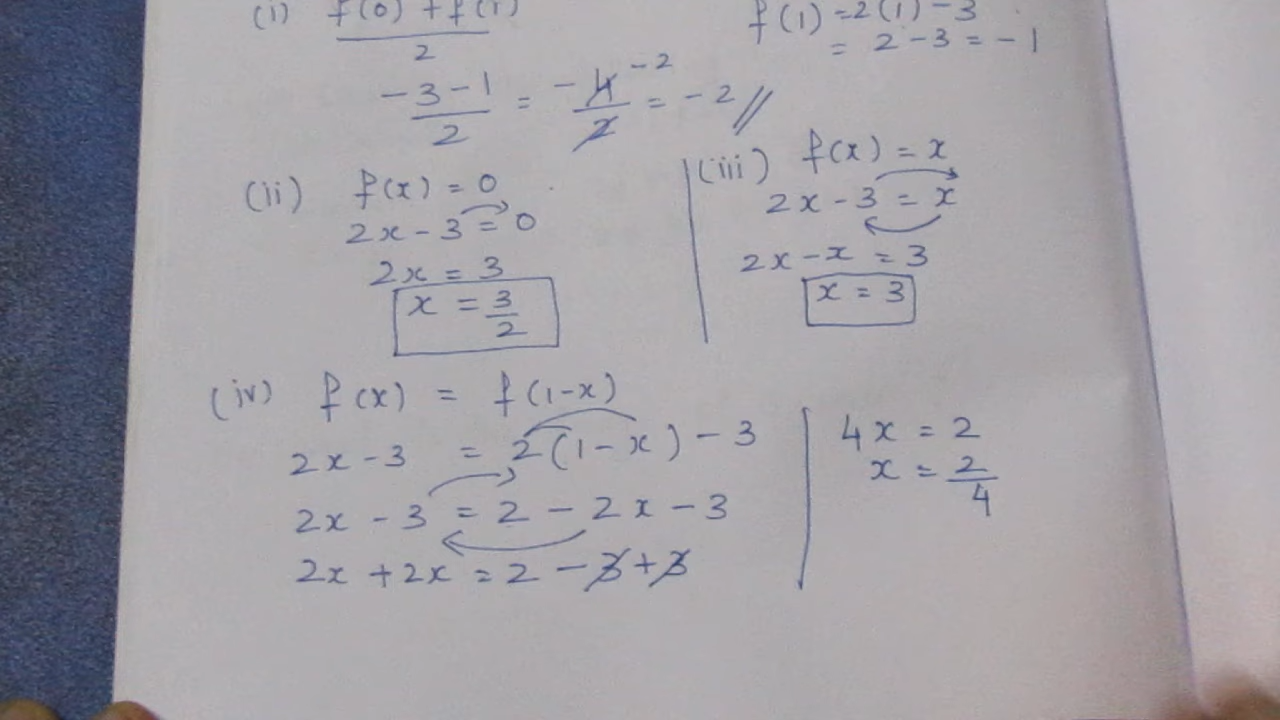 (i) f(0) + f(1)
2
f(1) = 2(1) - 3
= 2 - 3 = -1
-3-1/2 = -4/2 -2 = -2 //
(ii) f(x) = 0
2x - 3 = 0
2x = 3
x = 3/2
(iii) f(x) = x
2x - 3 = x
2x - x = 3
x = 3
(iv) f(x) = f(1-x)
2x - 3 = 2(1-x) - 3
2x - 3 = 2 - 2x - 3
2x + 2x = 2 - 3 + 3
4x = 2
x = 2/4